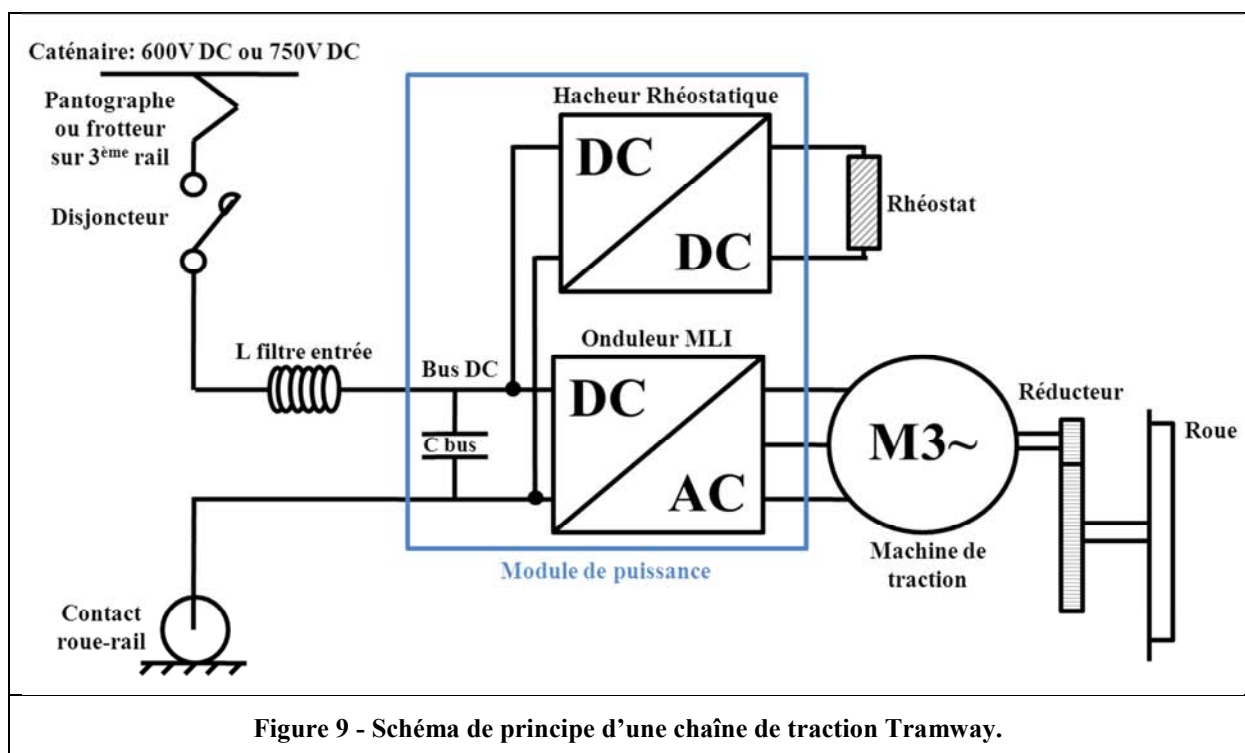 Caténaire: 600V DC ou 750V DC
Pantographe
ou frotteur
sur 3ème rail
Disjoncteur
L filtre entrée
Bus DC
C bus
Hacheur Rhéostatique
DC
DC
Rhéostat
Onduleur MLI
DC
AC
M3~
Machine de
traction
Réducteur
Roue
Module de puissance
Contact
roue-rail
Figure 9 - Schéma de principe d’une chaîne de traction Tramway.